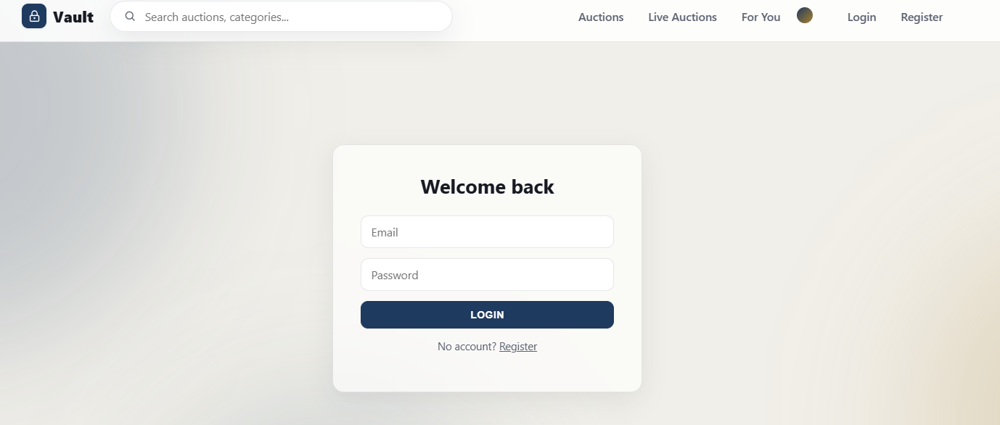 Vault
Search auctions, categories...
Auctions
Live Auctions
For You
Login
Register
Welcome back
Email
Password
LOGIN
No account? Register